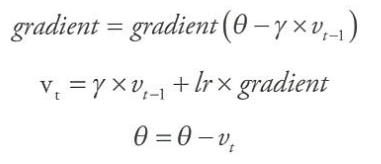 gradient = gradient(θ − γ × v_{t−1})
v_t = γ × v_{t−1} + lr × gradient
θ = θ − v_t